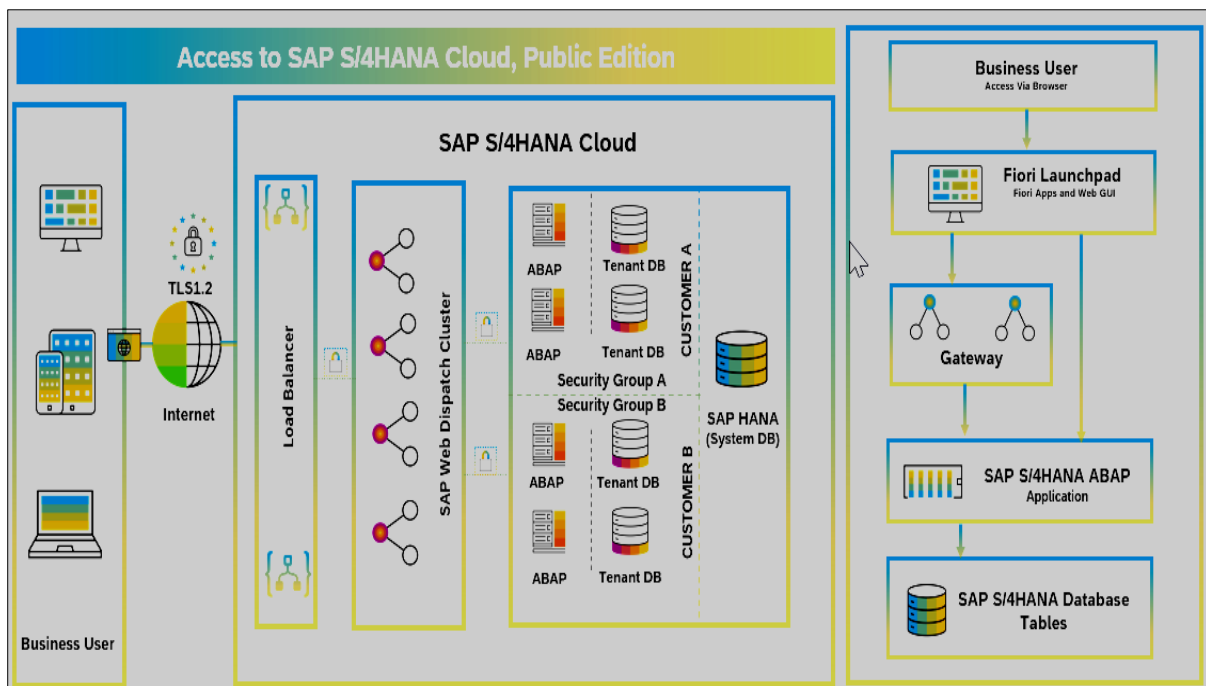 Access to SAP S/4HANA Cloud, Public Edition
TLS1.2
Internet
Business User
SAP S/4HANA Cloud
Load Balancer
SAP Web Dispatch Cluster
ABAP
Tenant DB
ABAP
Tenant DB
CUSTOMER A
Security Group A
Security Group B
ABAP
Tenant DB
ABAP
Tenant DB
CUSTOMER B
SAP HANA
(System DB)
Business User
Access Via Browser
Fiori Launchpad
Fiori Apps and Web GUI
Gateway
SAP S/4HANA ABAP
Application
SAP S/4HANA Database
Tables